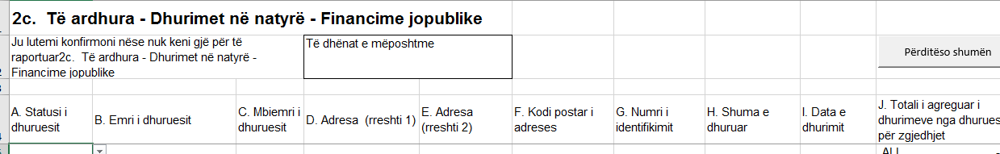 2c. Të ardhura - Dhurimet në natyrë - Financime jopublike
Ju lutemi konfirmoni nëse nuk keni gjë për të
raportuar2c. Të ardhura - Dhurimet në natyrë -
Financime jopublike
Të dhënat e mëposhtme
Përditëso shumën
A. Statusi i
dhuruesit
B. Emri i dhuruesit
C. Mbiemri i
dhuruesit
D. Adresa (rreshti 1)
E. Adresa
(rreshti 2)
F. Kodi postar i
adreses
G. Numri i
identifikimit
H. Shuma e
dhuruar
I. Data e
dhurimit
J. Totali i agreguar i
dhurimeve nga dhurues
për zgjedhjet
ALL